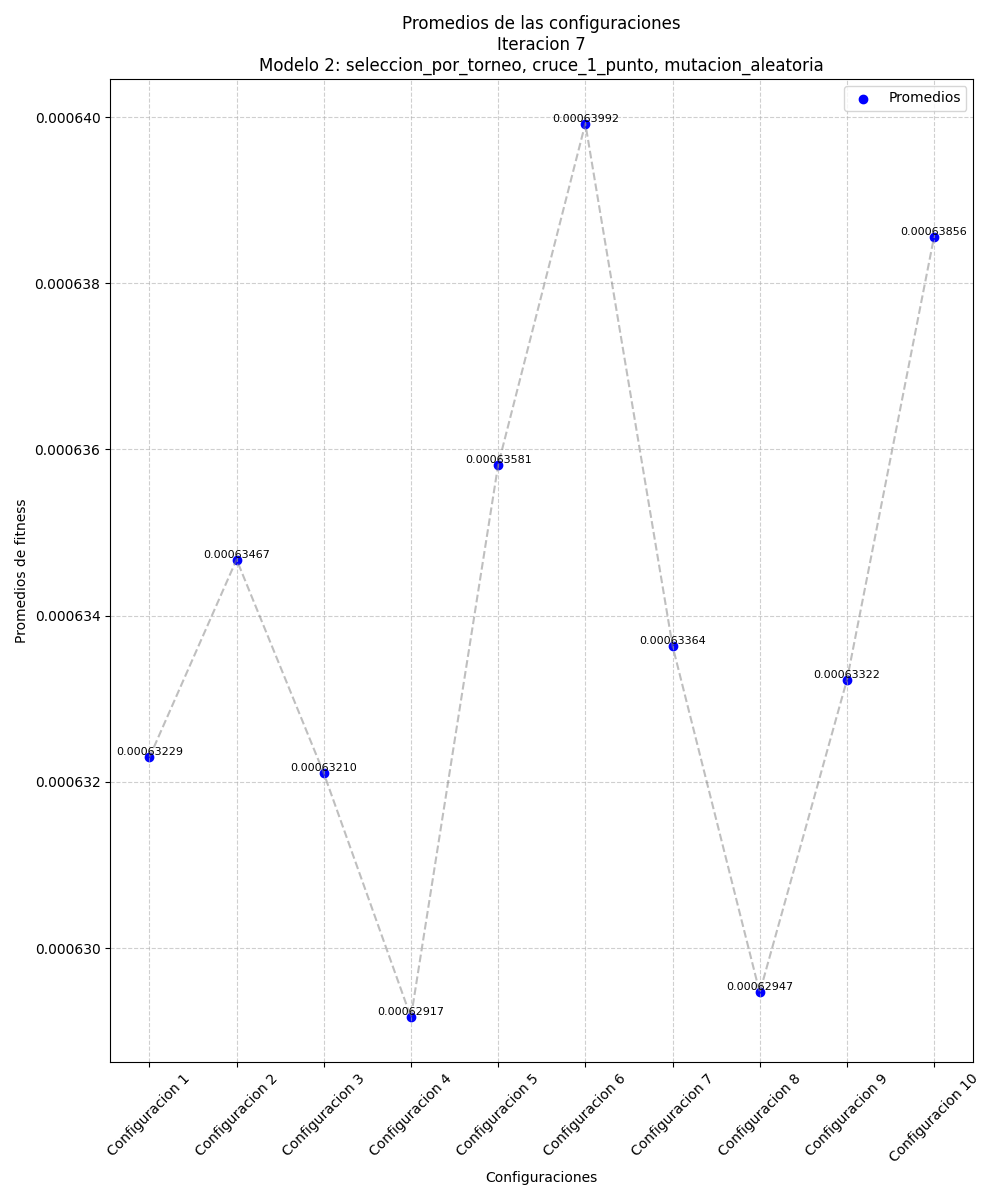 Promedios de las configuraciones
Iteracion 7
Modelo 2: seleccion_por_torneo, cruce_1_punto, mutacion_aleatoria
Promedios
0.000640
0.000638
0.000636
0.000634
0.000632
0.000630
Promedios de fitness
0.00063229
0.00063467
0.00063210
0.00062917
0.00063581
0.00063992
0.00063364
0.00062947
0.00063322
0.00063856
Configuracion 1
Configuracion 2
Configuracion 3
Configuracion 4
Configuracion 5
Configuracion 6
Configuracion 7
Configuracion 8
Configuracion 9
Configuracion 10
Configuraciones